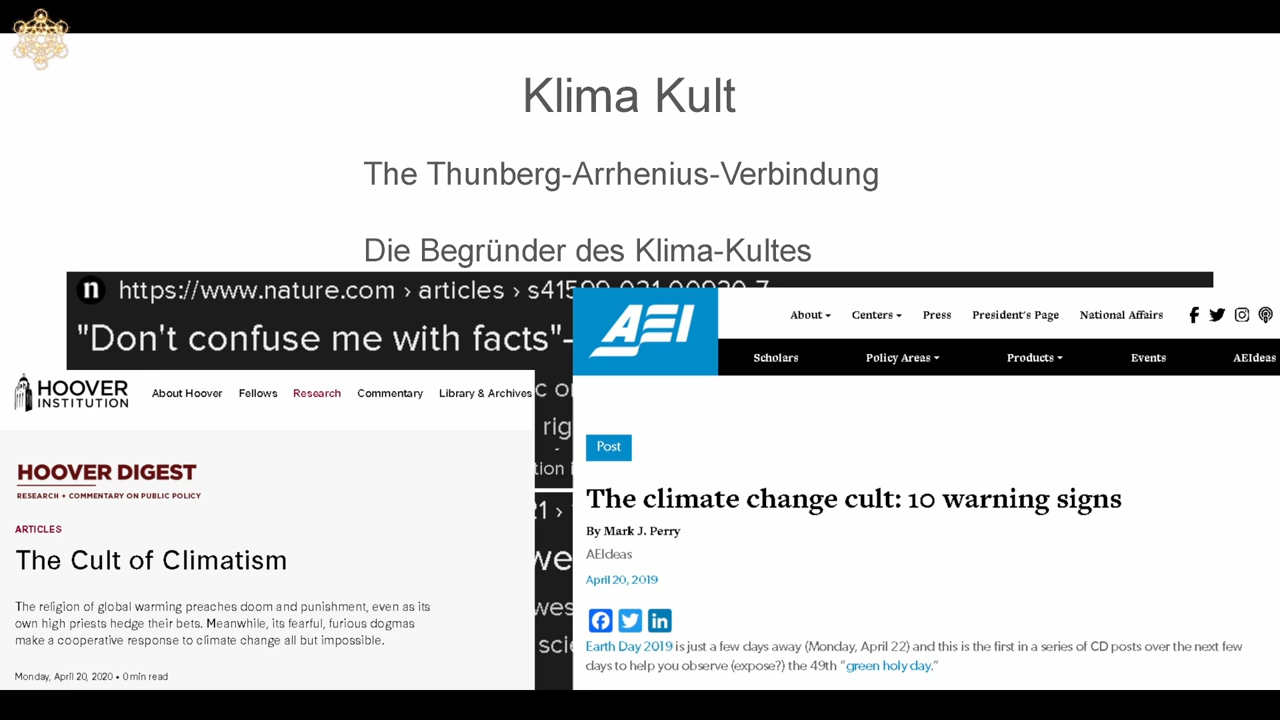 Klima Kult
The Thunberg-Arrhenius-Verbindung
Die Begründer des Klima-Kultes
n https://www.nature.com › articles ›
"Don't confuse me with facts"
HOOVER
INSTITUTION
About Hoover Fellows Research Commentary Library & Archives
HOOVER DIGEST
RESEARCH + COMMENTARY ON PUBLIC POLICY
ARTICLES
The Cult of Climatism
The religion of global warming preaches doom and punishment, even as its
own high priests hedge their bets. Meanwhile, its fearful, furious dogmas
make a cooperative response to climate change all but impossible.
Monday, April 20, 2020 • 0 min read
AEI
About Centers Press President's Page National Affairs
Scholars Policy Areas Products Events AEIdeas
Post
The climate change cult: 10 warning signs
By Mark J. Perry
AEIdeas
April 20, 2019
Earth Day 2019 is just a few days away (Monday, April 22) and this is the first in a series of CD posts over the next few
days to help you observe (expose?) the 49th "green holy day."